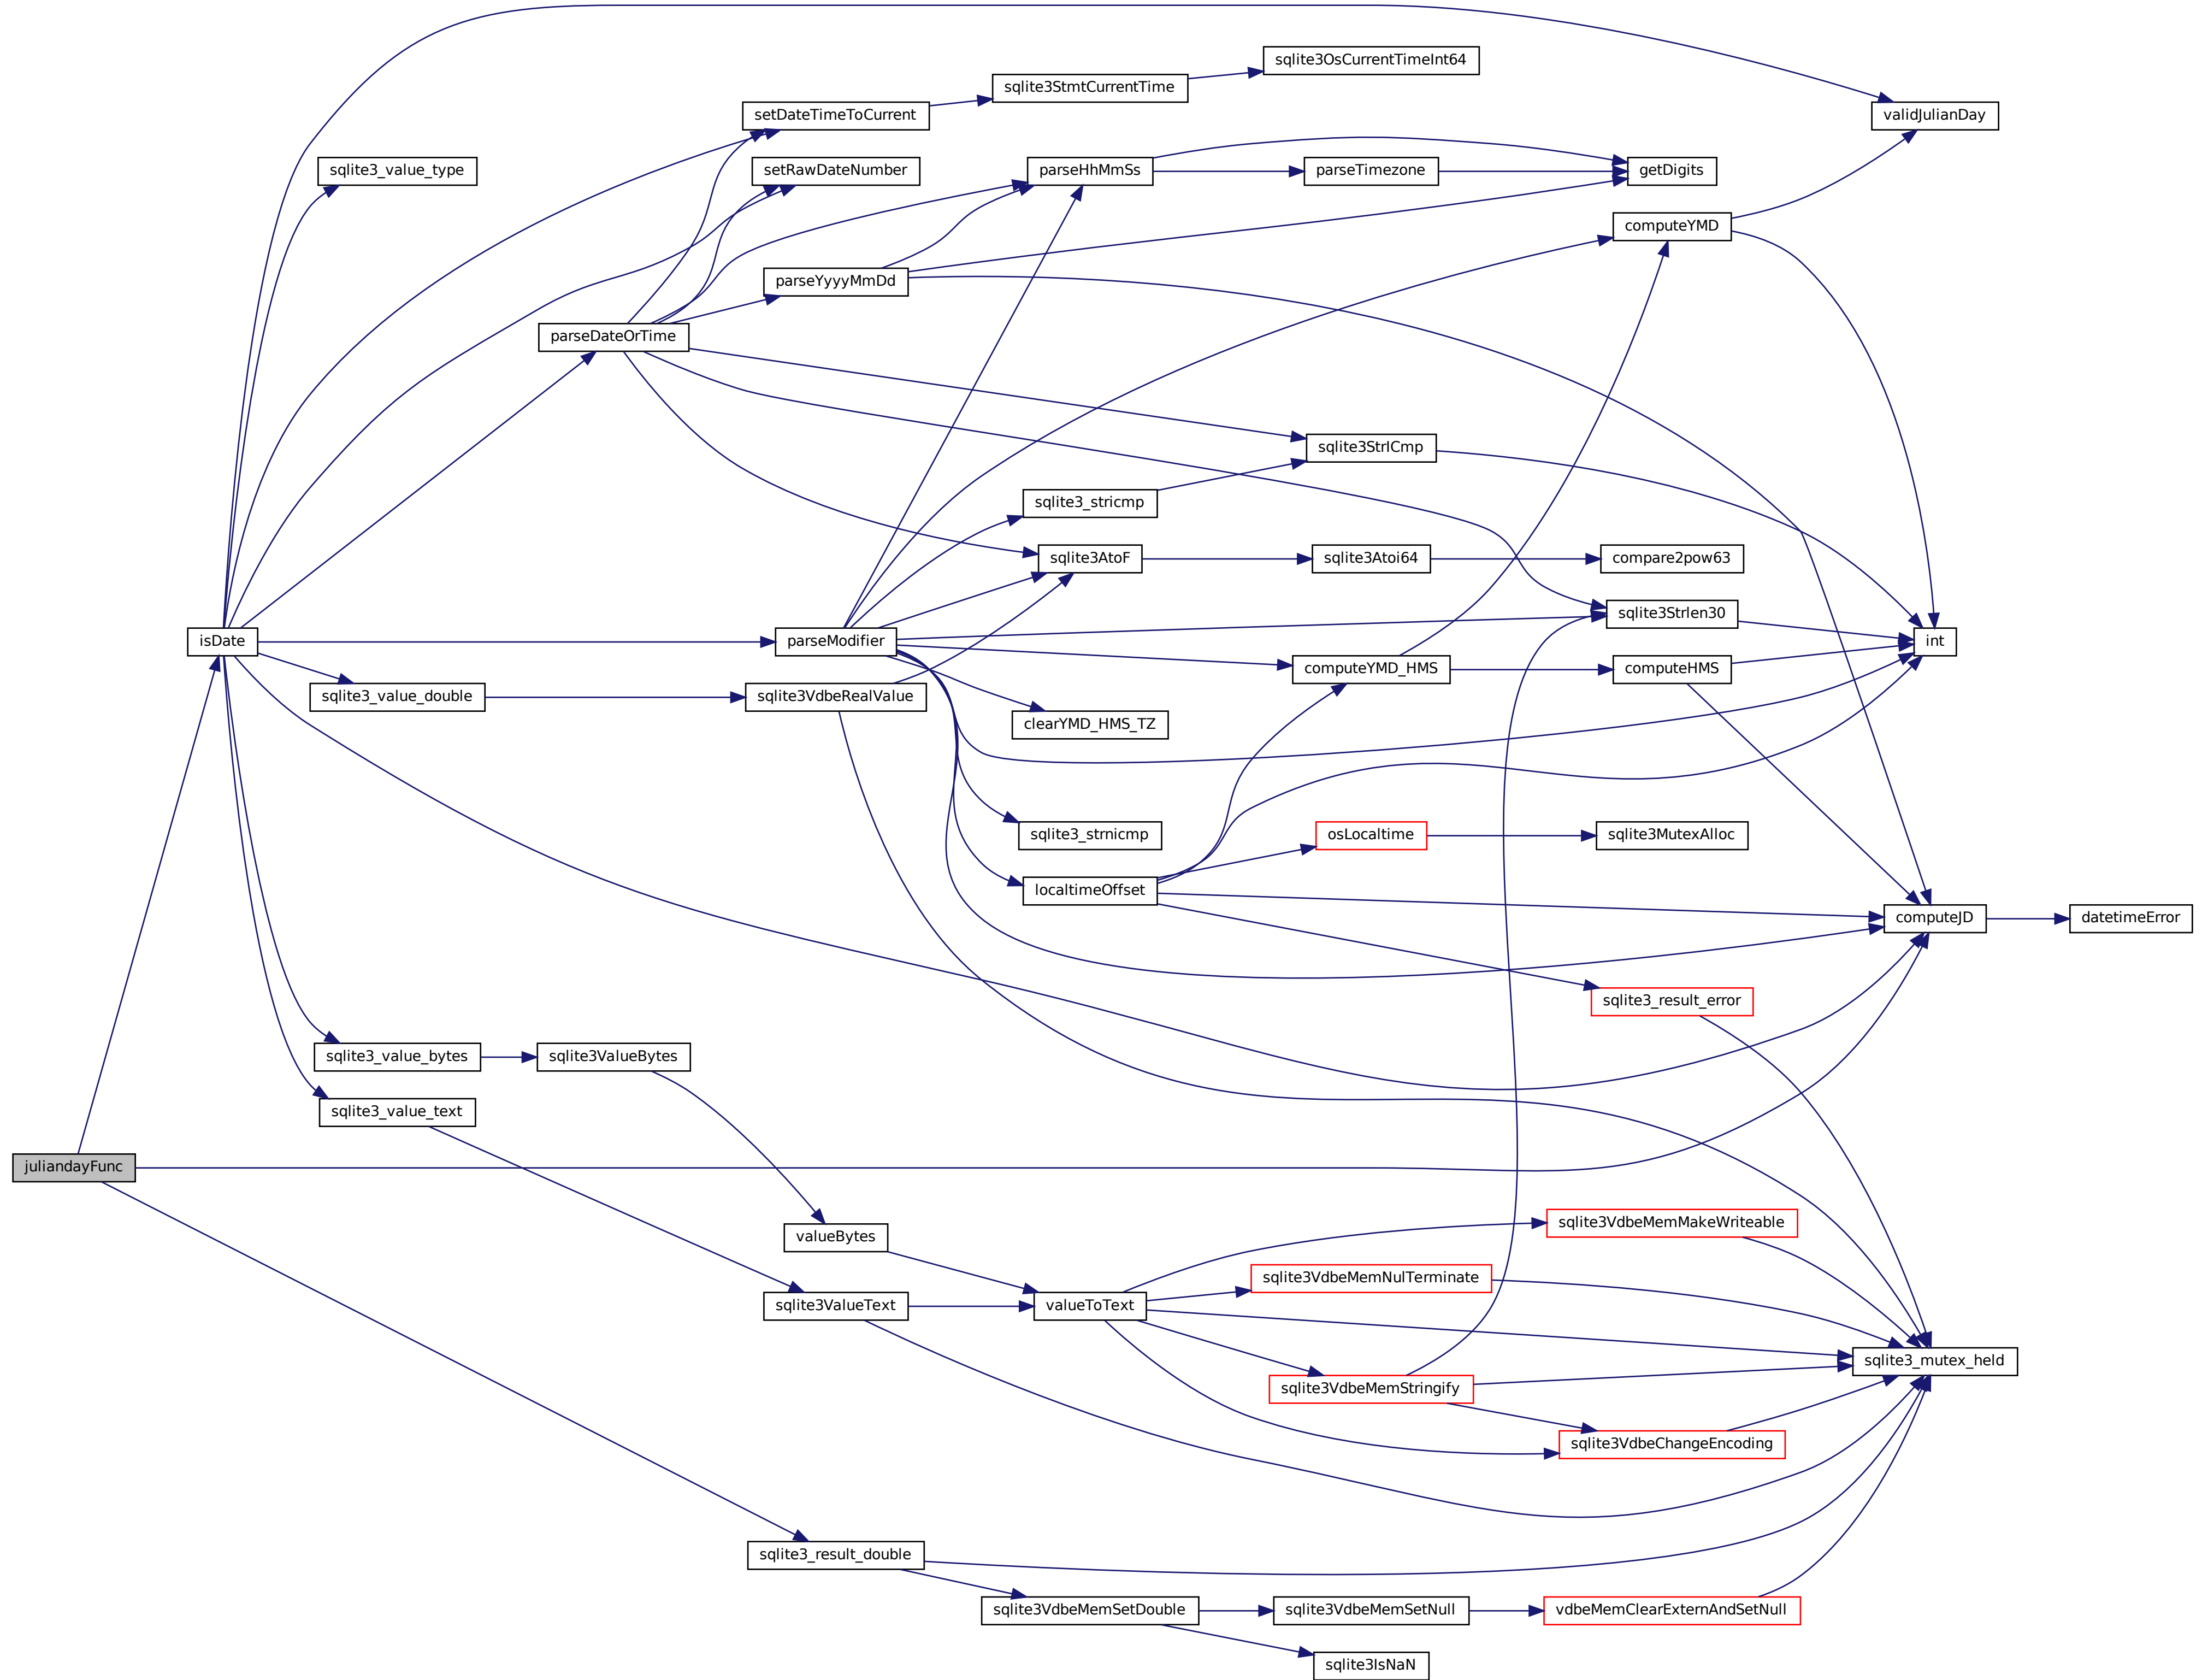 sqlite3OsCurrentTimeInt64
sqlite3StmtCurrentTime
setDateTimeToCurrent
validJulianDay
sqlite3_value_type
setRawDateNumber
parseHhMmSs
parseTimezone
getDigits
computeYMD
parseYyyyMmDd
parseDateOrTime
sqlite3StrICmp
sqlite3_stricmp
sqlite3AtoF
sqlite3Atoi64
compare2pow63
sqlite3Strlen30
isDate
parseModifier
int
computeYMD_HMS
computeHMS
sqlite3_value_double
sqlite3VdbeRealValue
clearYMD_HMS_TZ
sqlite3_strnicmp
osLocaltime
sqlite3MutexAlloc
localtimeOffset
computeJD
datetimeError
sqlite3_result_error
sqlite3_value_bytes
sqlite3ValueBytes
sqlite3_value_text
juliandayFunc
sqlite3VdbeMemMakeWriteable
valueBytes
sqlite3VdbeMemNulTerminate
sqlite3ValueText
valueToText
sqlite3_mutex_held
sqlite3VdbeMemStringify
sqlite3VdbeChangeEncoding
sqlite3_result_double
sqlite3VdbeMemSetDouble
sqlite3VdbeMemSetNull
vdbeMemClearExternAndSetNull
sqlite3IsNaN